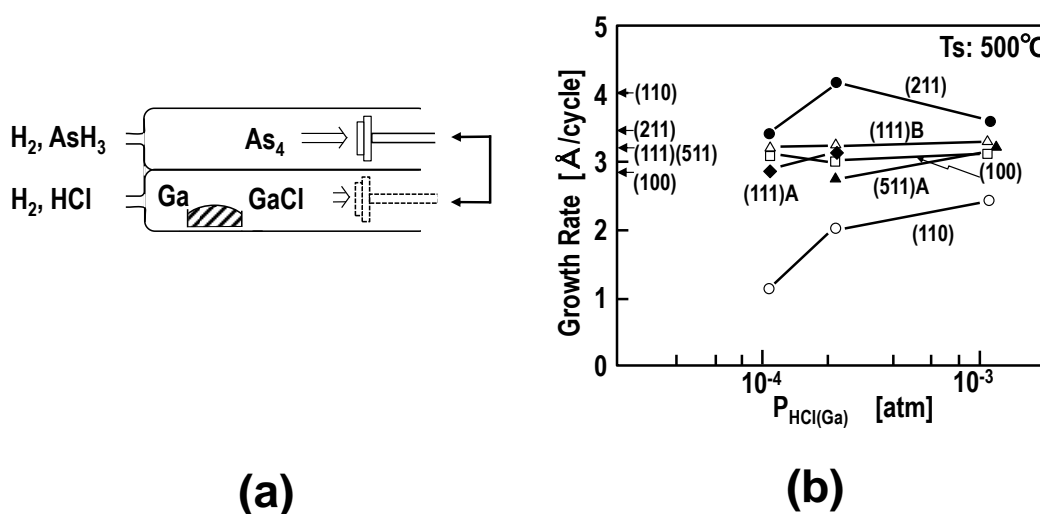 H₂, AsH₃
As₄
H₂, HCl
Ga
GaCl
(a)
Growth Rate [Å/cycle]
5
4
3
2
1
0
Ts: 500°C
(110)
(211)
(111)(511)
(100)
(211)
(111)B
(111)A
(511)A
(100)
(110)
10⁻⁴
10⁻³
P_HCl(Ga) [atm]
(b)